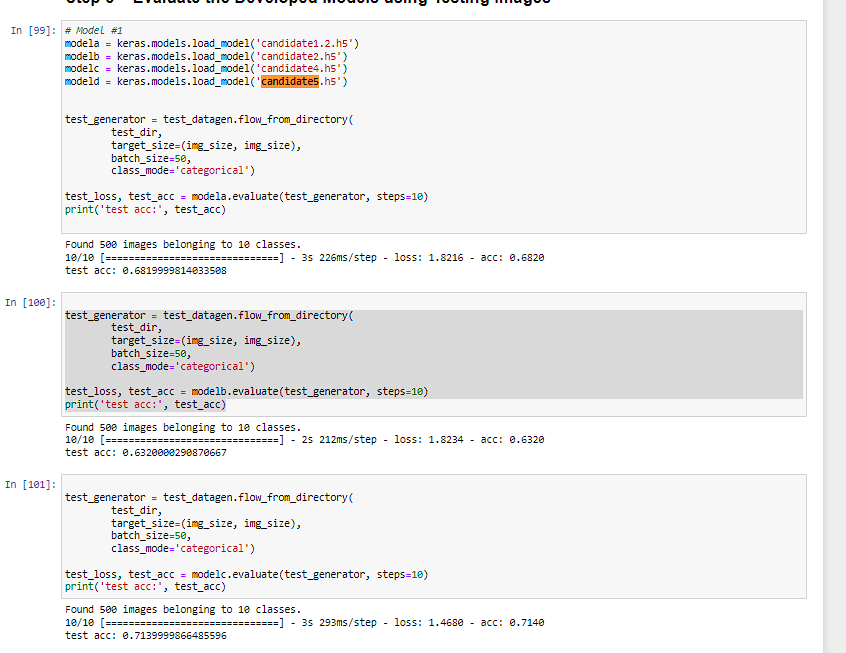 Step 5 – Evaluate the Developed Models using Testing Images
In [99]:
# Model #1
modela = keras.models.load_model('candidate1.2.h5')
modelb = keras.models.load_model('candidate2.h5')
modelc = keras.models.load_model('candidate4.h5')
modeld = keras.models.load_model('candidate5.h5')
test_generator = test_datagen.flow_from_directory(
        test_dir,
        target_size=(img_size, img_size),
        batch_size=50,
        class_mode='categorical')
test_loss, test_acc = modela.evaluate(test_generator, steps=10)
print('test acc:', test_acc)
Found 500 images belonging to 10 classes.
10/10 [==============================] - 3s 226ms/step - loss: 1.8216 - acc: 0.6820
test acc: 0.6819999814033508
In [100]:
test_generator = test_datagen.flow_from_directory(
        test_dir,
        target_size=(img_size, img_size),
        batch_size=50,
        class_mode='categorical')
test_loss, test_acc = modelb.evaluate(test_generator, steps=10)
print('test acc:', test_acc)
Found 500 images belonging to 10 classes.
10/10 [==============================] - 2s 212ms/step - loss: 1.8234 - acc: 0.6320
test acc: 0.6320000290870667
In [101]:
test_generator = test_datagen.flow_from_directory(
        test_dir,
        target_size=(img_size, img_size),
        batch_size=50,
        class_mode='categorical')
test_loss, test_acc = modelc.evaluate(test_generator, steps=10)
print('test acc:', test_acc)
Found 500 images belonging to 10 classes.
10/10 [==============================] - 3s 293ms/step - loss: 1.4680 - acc: 0.7140
test acc: 0.7139999866485596